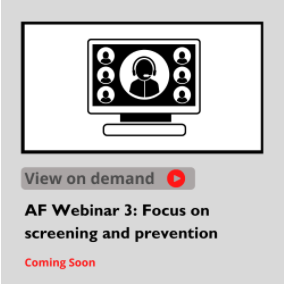 View on demand
AF Webinar 3: Focus on
screening and prevention
Coming Soon